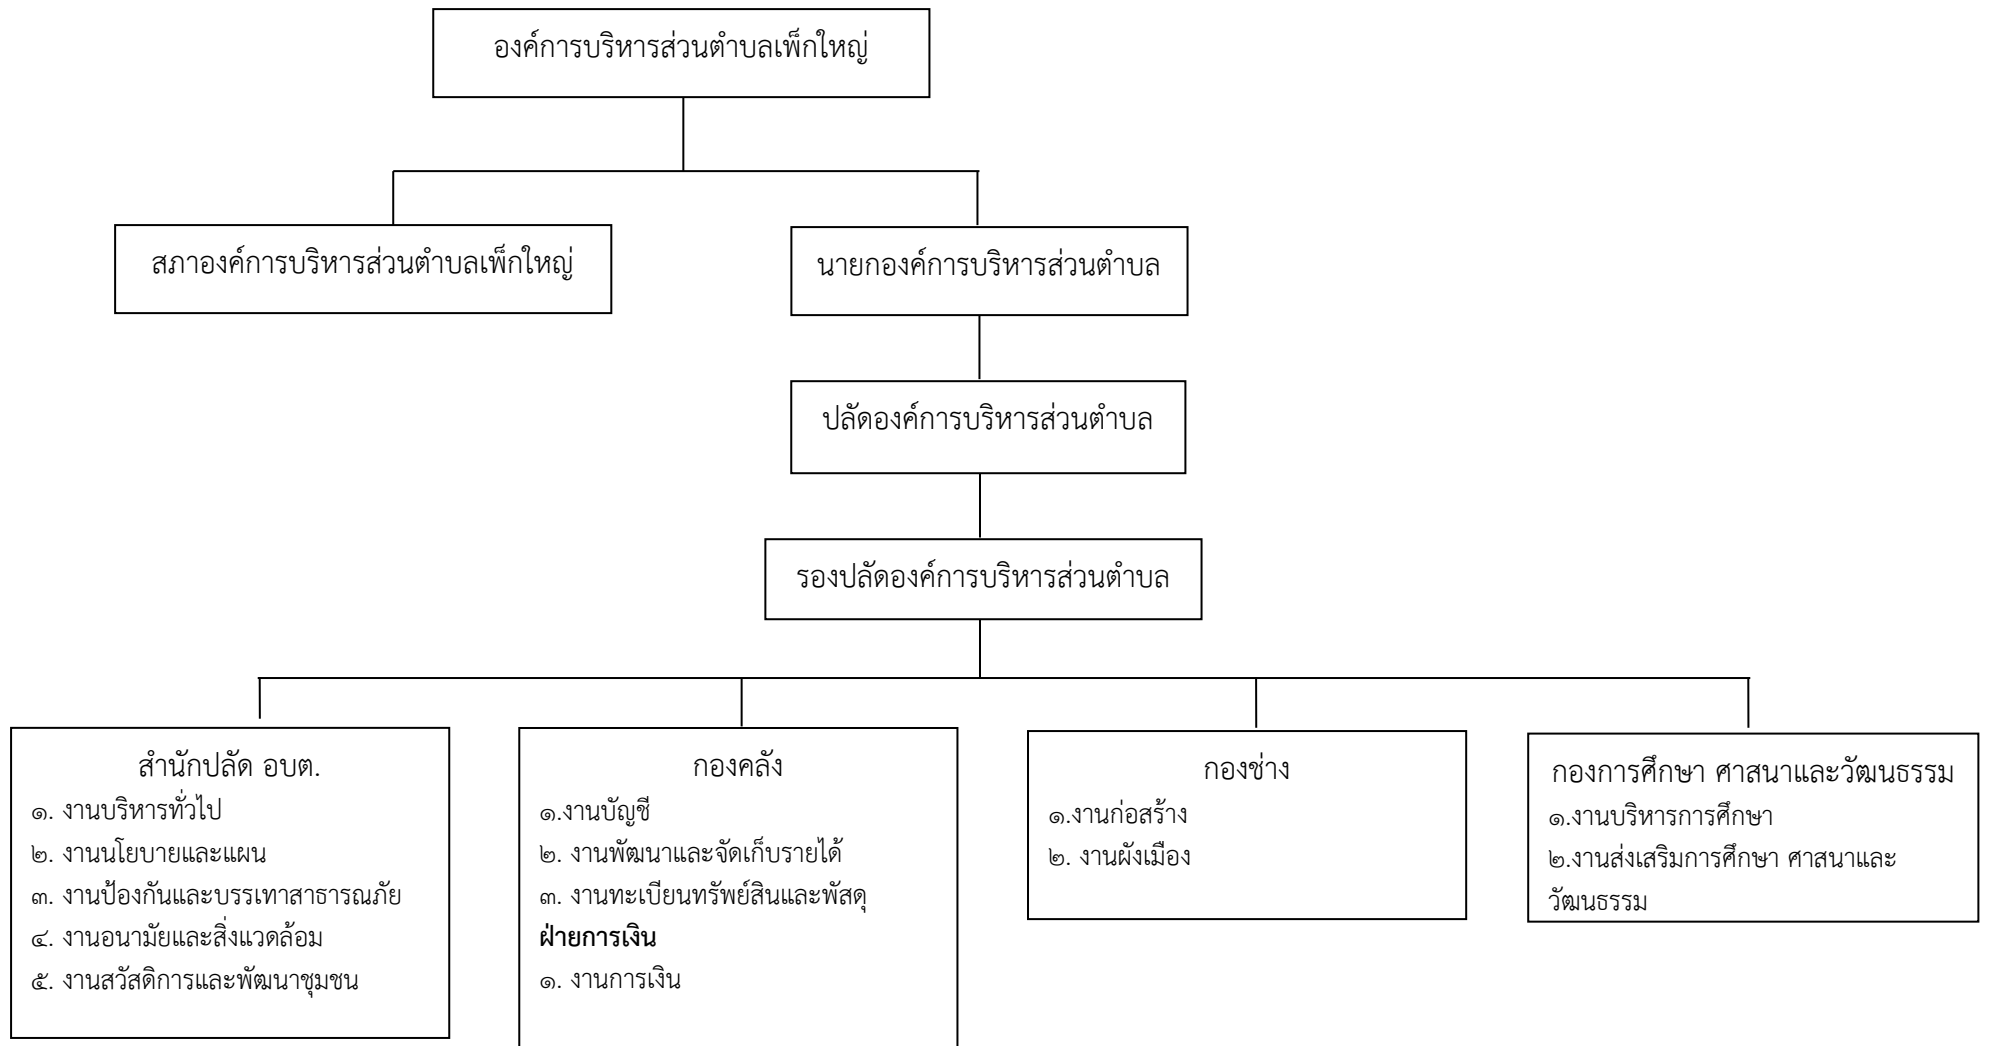 องค์การบริหารส่วนตำบลเพ็กใหญ่
สภาองค์การบริหารส่วนตำบลเพ็กใหญ่
นายกองค์การบริหารส่วนตำบล
ปลัดองค์การบริหารส่วนตำบล
รองปลัดองค์การบริหารส่วนตำบล
สำนักปลัด อบต.
๑. งานบริหารทั่วไป
๒. งานนโยบายและแผน
๓. งานป้องกันและบรรเทาสาธารณภัย
๔. งานอนามัยและสิ่งแวดล้อม
๕. งานสวัสดิการและพัฒนาชุมชน
กองคลัง
๑.งานบัญชี
๒. งานพัฒนาและจัดเก็บรายได้
๓. งานทะเบียนทรัพย์สินและพัสดุ
ฝ่ายการเงิน
๑. งานการเงิน
กองช่าง
๑.งานก่อสร้าง
๒. งานผังเมือง
กองการศึกษา ศาสนาและวัฒนธรรม
๑.งานบริหารการศึกษา
๒.งานส่งเสริมการศึกษา ศาสนาและ
วัฒนธรรม